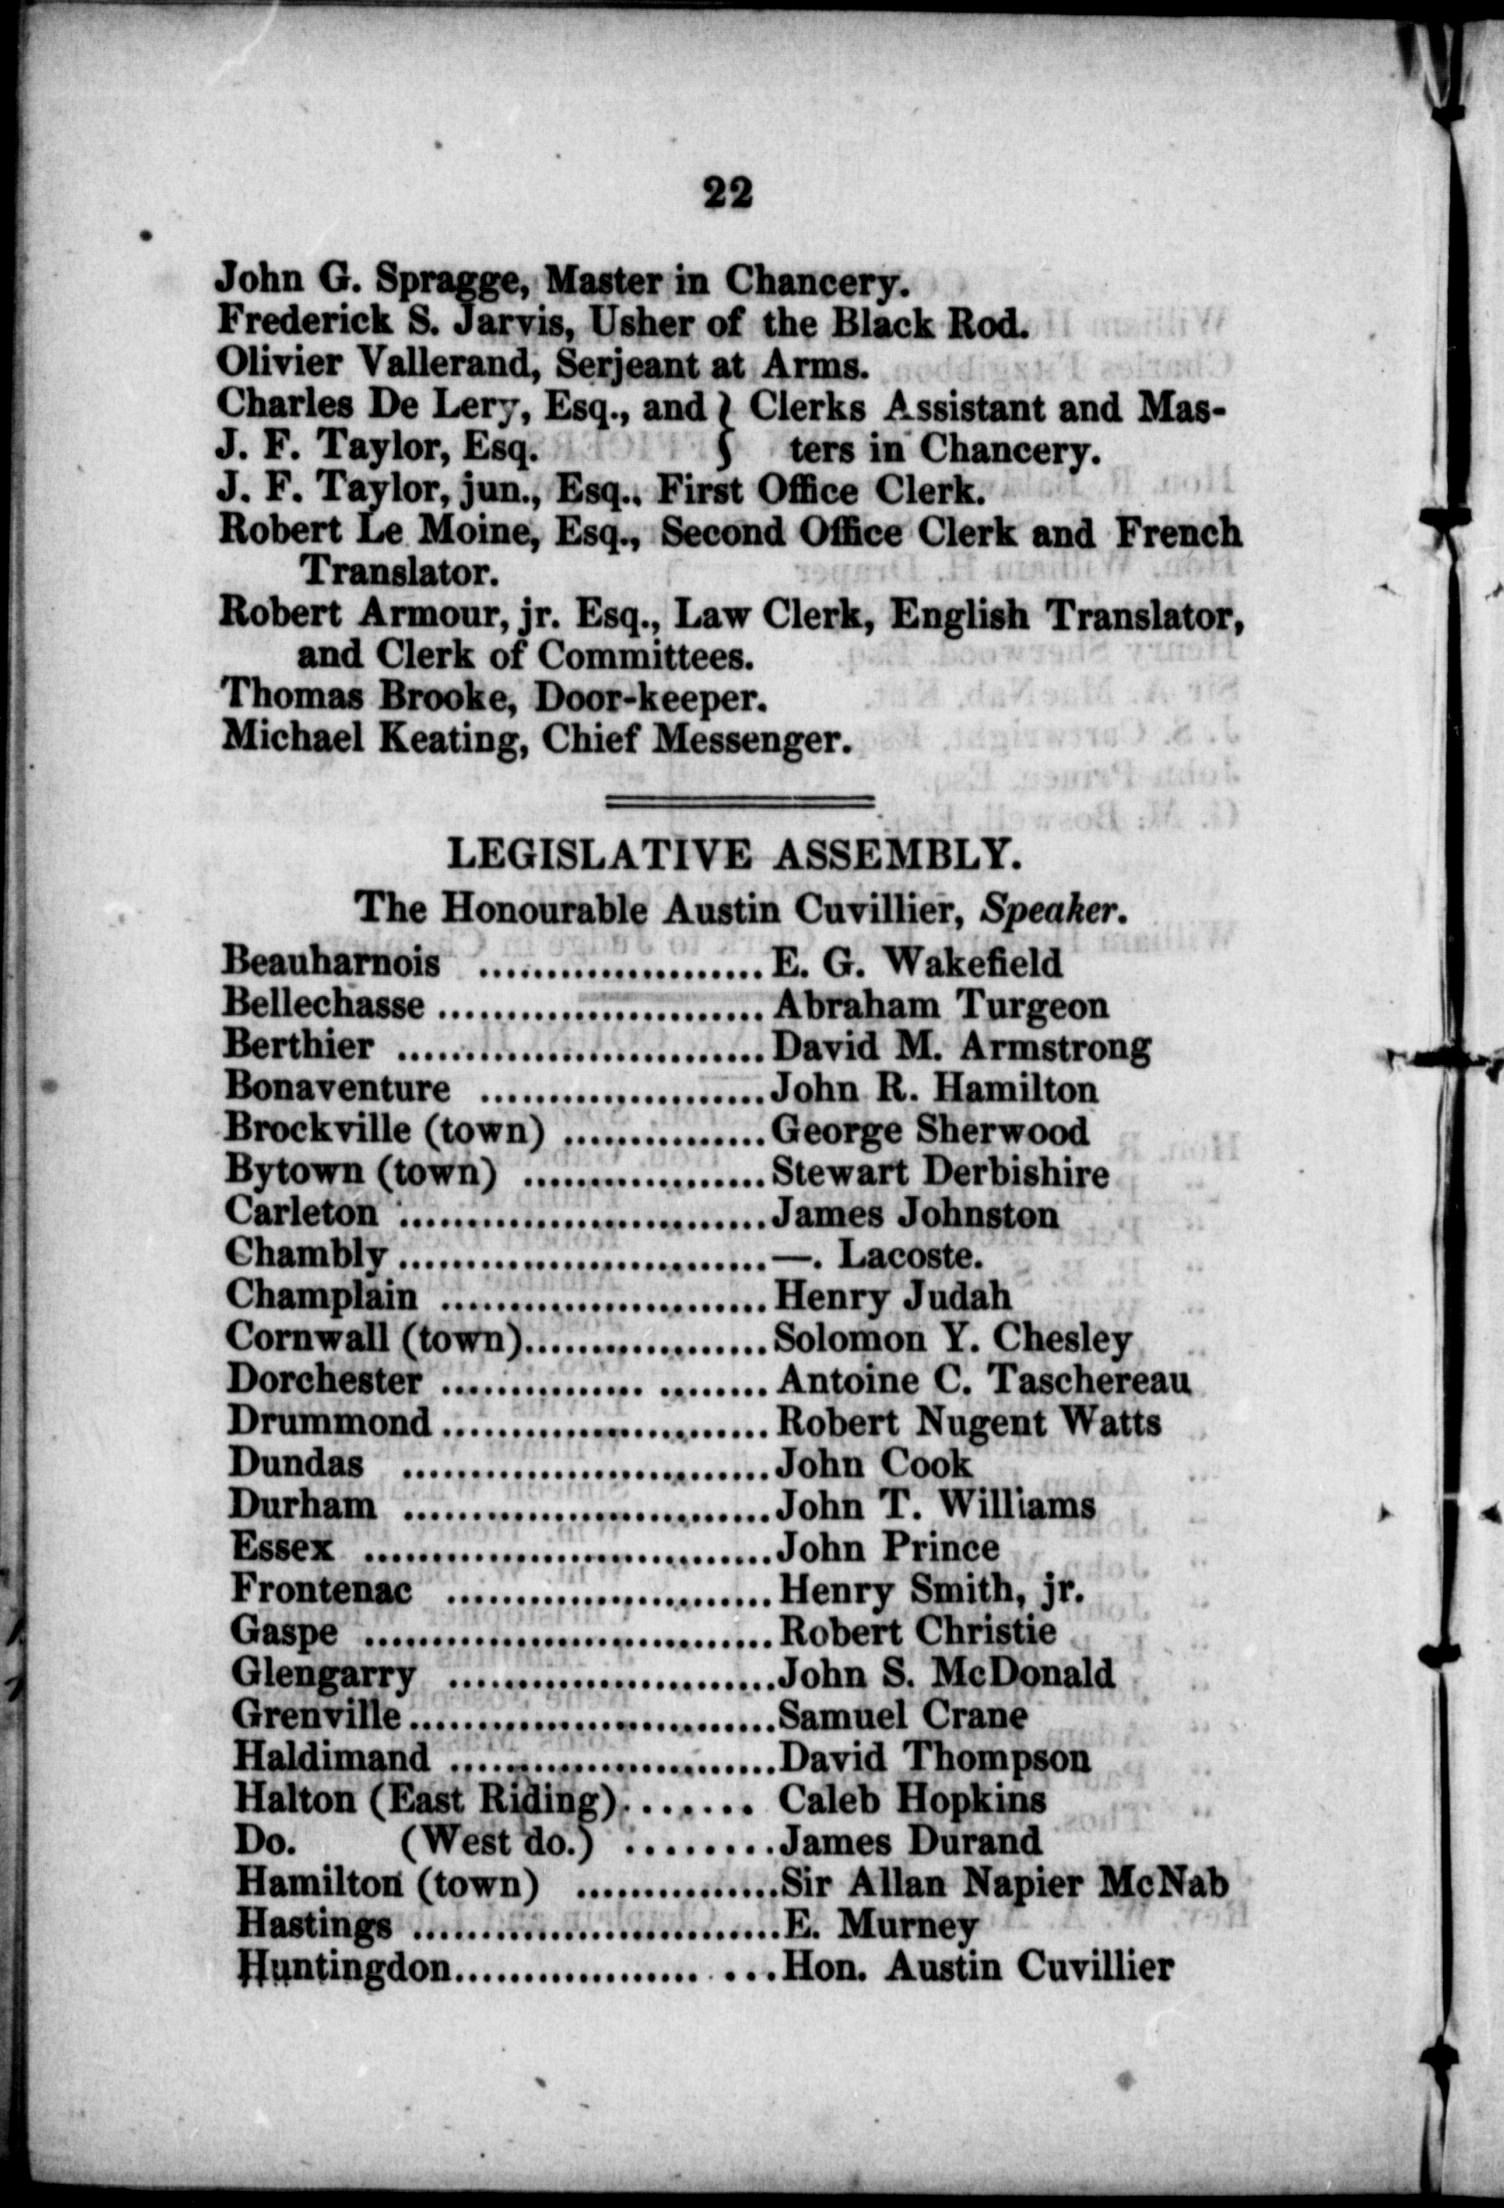 22
John G. Spragge, Master in Chancery.
Frederick S. Jarvis, Usher of the Black Rod.
Olivier Vallerand, Serjeant at Arms.
Charles De Lery, Esq., and } Clerks Assistant and Mas-
J. F. Taylor, Esq. } ters in Chancery.
J. F. Taylor, jun., Esq., First Office Clerk.
Robert Le Moine, Esq., Second Office Clerk and French
Translator.
Robert Armour, jr. Esq., Law Clerk, English Translator,
and Clerk of Committees.
Thomas Brooke, Door-keeper.
Michael Keating, Chief Messenger.
LEGISLATIVE ASSEMBLY.
The Honourable Austin Cuvillier, Speaker.
Beauharnois ..................... E. G. Wakefield
Bellechasse ........................ Abraham Turgeon
Berthier ........................... David M. Armstrong
Bonaventure ..................... John R. Hamilton
Brockville (town) ............... George Sherwood
Bytown (town) .................. Stewart Derbishire
Carleton ........................... James Johnston
Chambly ........................... —. Lacoste.
Champlain ........................ Henry Judah
Cornwall (town).................. Solomon Y. Chesley
Dorchester ............... ........ Antoine C. Taschereau
Drummond ........................ Robert Nugent Watts
Dundas ........................... John Cook
Durham ........................... John T. Williams
Essex .............................. John Prince
Frontenac ........................ Henry Smith, jr.
Gaspe .............................. Robert Christie
Glengarry ........................ John S. McDonald
Grenville ........................... Samuel Crane
Haldimand ........................ David Thompson
Halton (East Riding)........ Caleb Hopkins
Do. (West do.) ......... James Durand
Hamilton (town) ............... Sir Allan Napier McNab
Hastings ........................... E. Murney
Huntingdon.................. .... Hon. Austin Cuvillier